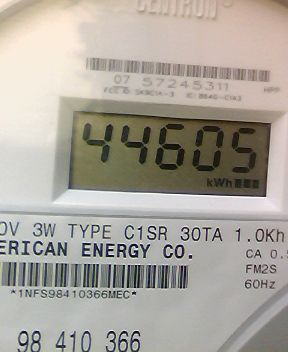 CENTRON
07 57245311
44605
kWh
0V 3W TYPE C1SR 30TA 1.0Kh
ERICAN ENERGY CO.
CA 0.5
FM2S
60Hz
*1NFS98410366MEC*
98 410 366